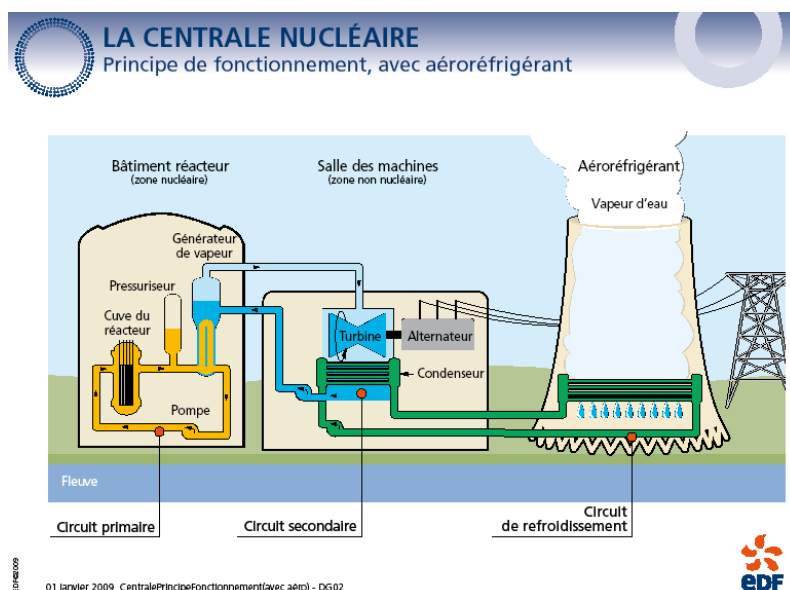 LA CENTRALE NUCLÉAIRE
Principe de fonctionnement, avec aéroréfrigérant
Bâtiment réacteur
(zone nucléaire)
Salle des machines
(zone non nucléaire)
Aéroréfrigérant
Vapeur d'eau
Générateur
de vapeur
Pressuriseur
Cuve du
réacteur
Turbine
Alternateur
Condenseur
Pompe
Fleuve
Circuit primaire
Circuit secondaire
Circuit
de refroidissement
01 Janvier 2009 CentralePrincipeFonctionnement(avec aéro) - DG02
eDF